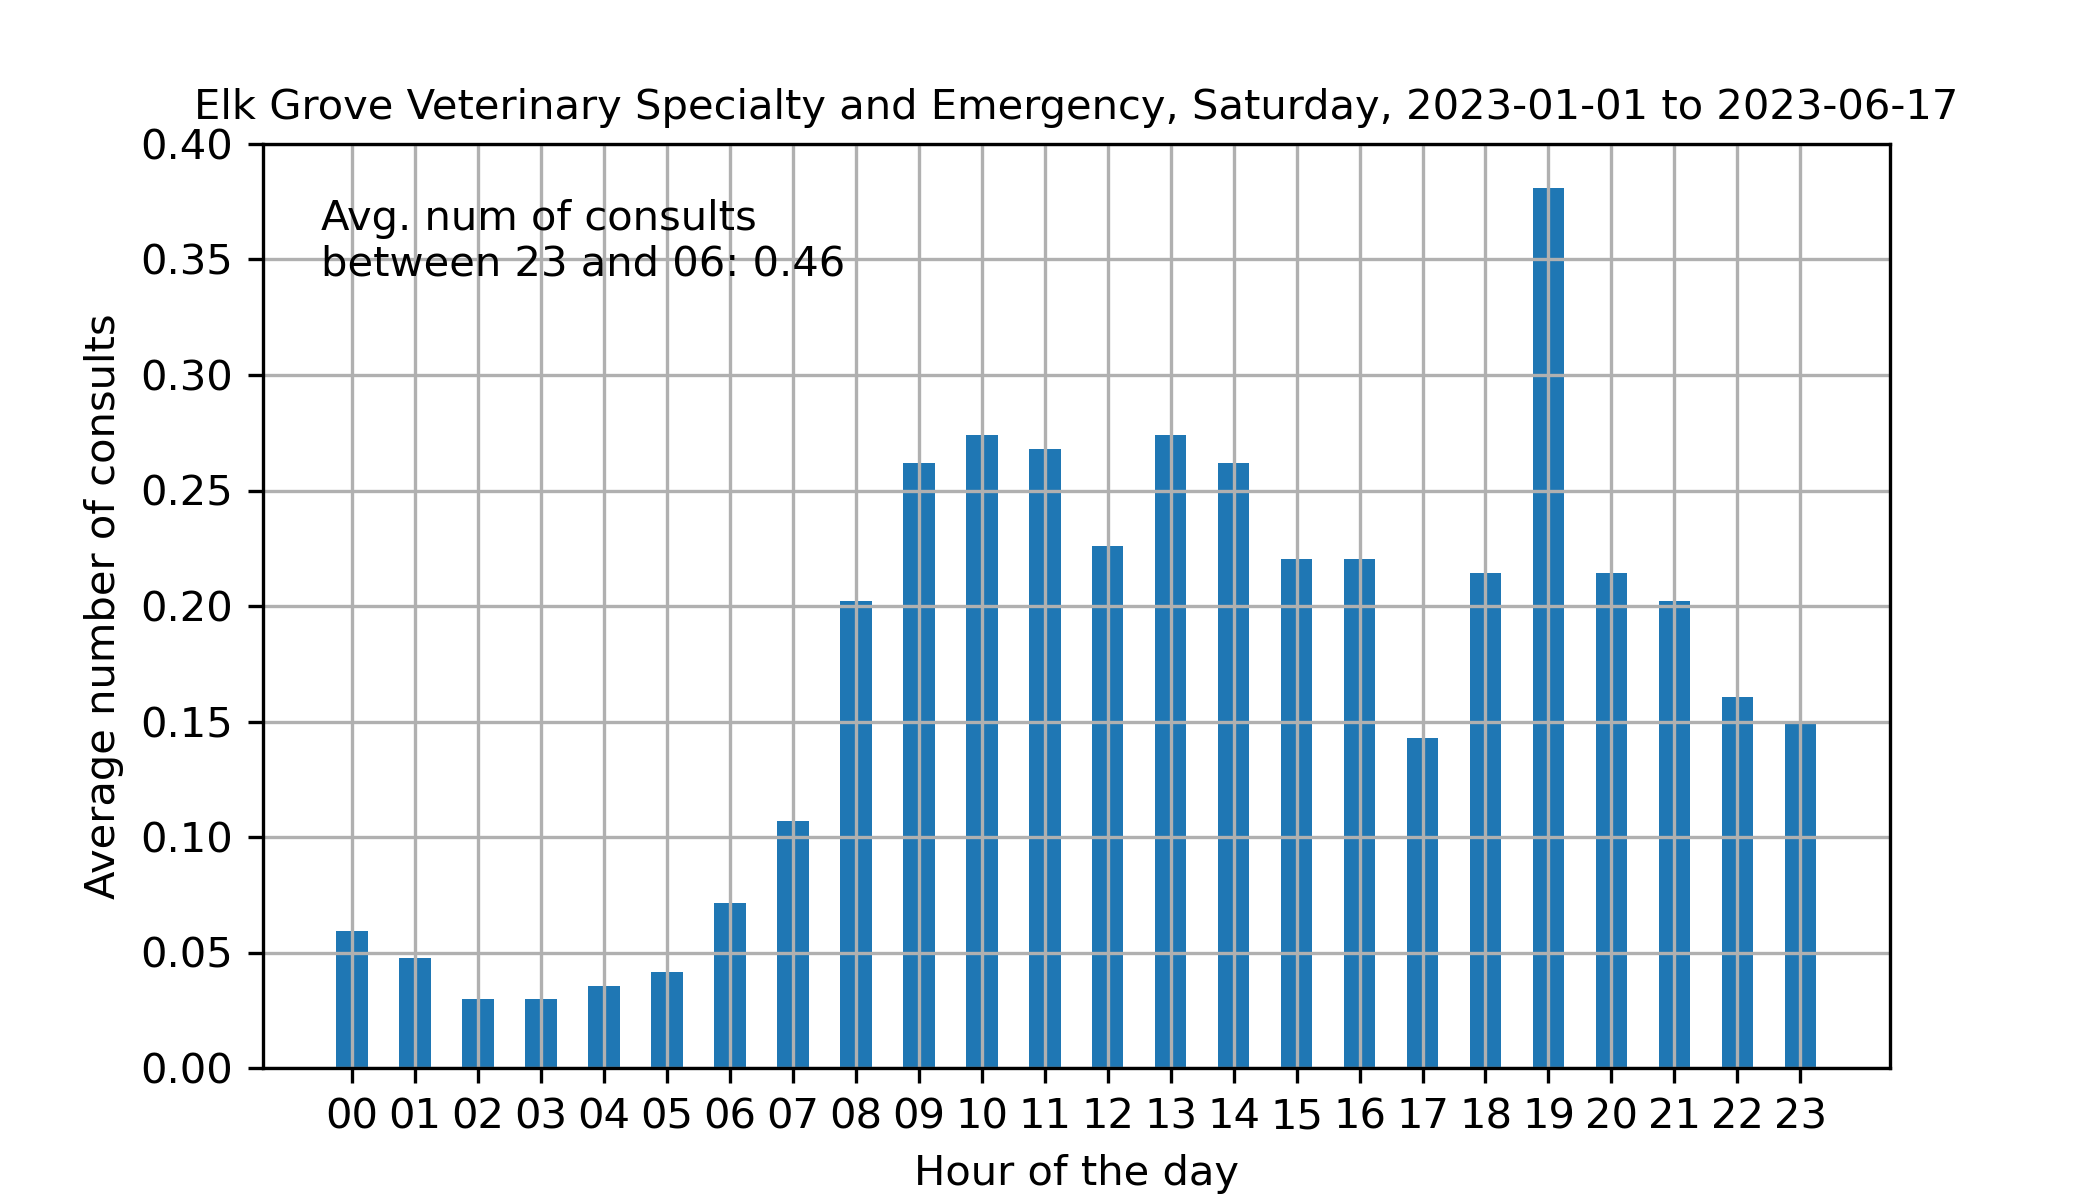 Elk Grove Veterinary Specialty and Emergency, Saturday, 2023-01-01 to 2023-06-17
Avg. num of consults
between 23 and 06: 0.46
Average number of consults
0.40
0.35
0.30
0.25
0.20
0.15
0.10
0.05
0.00
00 01 02 03 04 05 06 07 08 09 10 11 12 13 14 15 16 17 18 19 20 21 22 23
Hour of the day